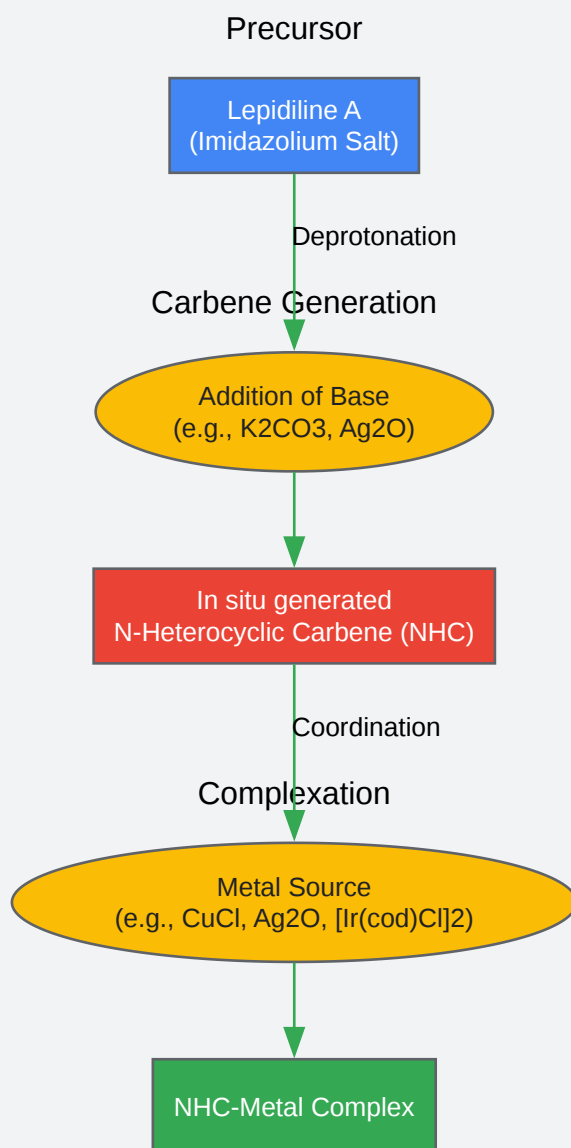 Precursor
Lepidiline A
(Imidazolium Salt)
Deprotonation
Carbene Generation
Addition of Base
(e.g., K2CO3, Ag2O)
In situ generated
N-Heterocyclic Carbene (NHC)
Coordination
Complexation
Metal Source
(e.g., CuCl, Ag2O, [Ir(cod)Cl]2)
NHC-Metal Complex